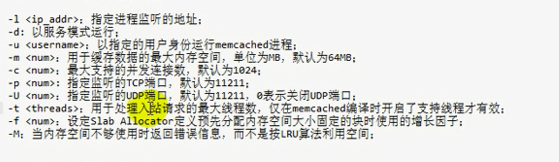 -l <ip_addr>: 指定进程监听的地址;
-d: 以服务模式运行;
-u <username>: 以指定的用户身份运行memcached进程;
-m <num>: 用于缓存数据的最大内存空间,单位为MB,默认为64MB;
-c <num>: 最大支持的并发连接数,默认为1024;
-p <num>: 指定监听的TCP端口,默认为11211;
-U <num>: 指定监听的UDP端口,默认为11211,0表示关闭UDP端口;
-t <threads>: 用于处理入站请求的最大线程数,仅在memcached编译时开启了支持线程才有效;
-f <num>: 设定Slab Allocator定义预先分配内存空间大小固定的块时使用的增长因子;
-M: 当内存空间不够使用时返回错误信息,而不是按LRU算法利用空间;